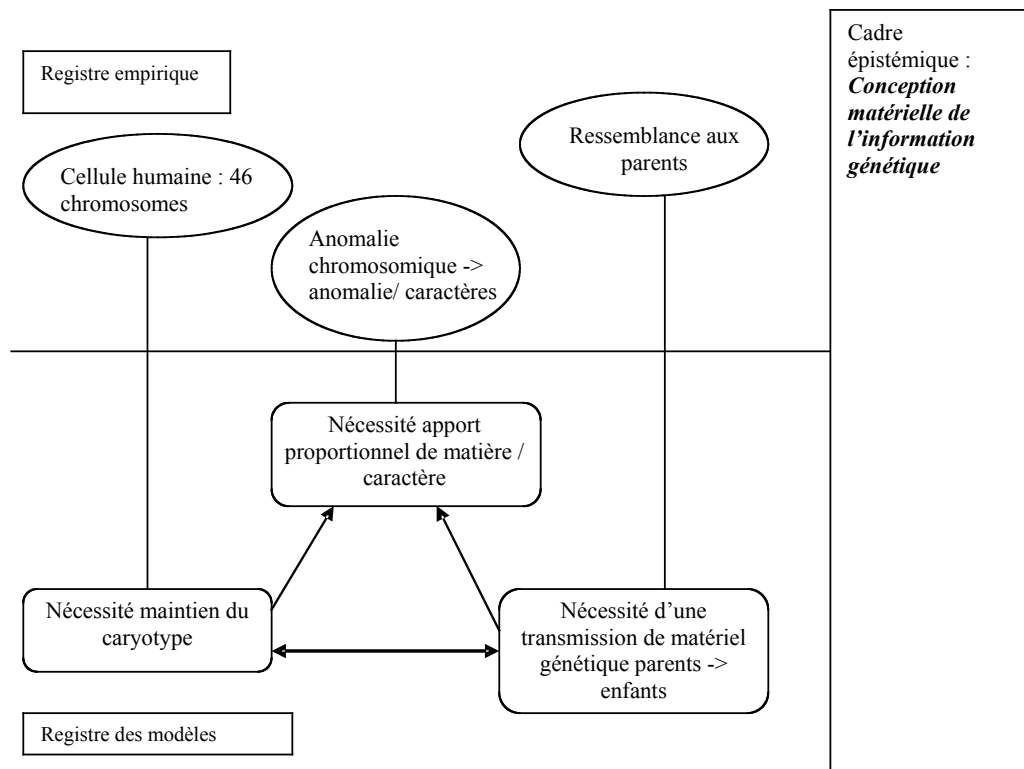 Registre empirique
Cadre
épistémique :
Conception
matérielle de
l’information
génétique
Ressemblance aux
parents
Cellule humaine : 46
chromosomes
Anomalie
chromosomique ->
anomalie/ caractères
Nécessité apport
proportionnel de matière /
caractère
Nécessité maintien du
caryotype
Nécessité d’une
transmission de matériel
génétique parents ->
enfants
Registre des modèles